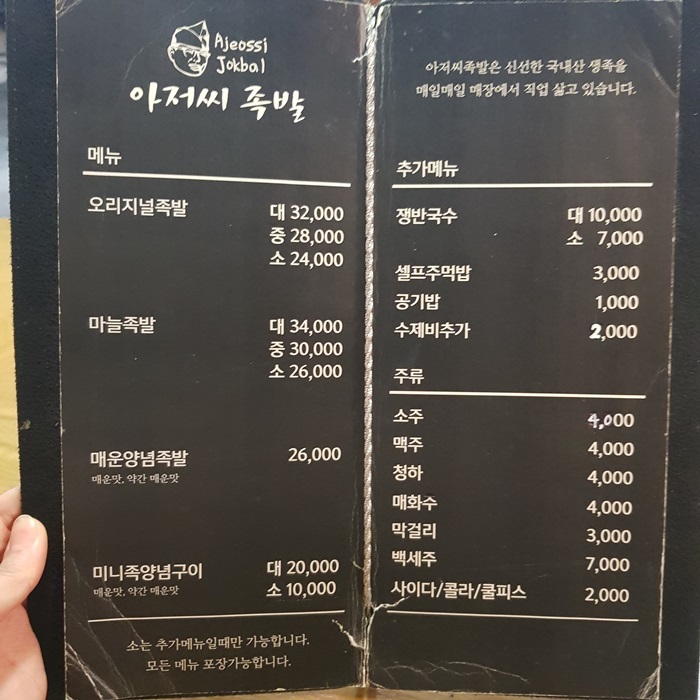 Ajeossi
Jokbal
아저씨 족발
메뉴
오리지널족발 대 32,000
중 28,000
소 24,000
마늘족발 대 34,000
중 30,000
소 26,000
매운양념족발 26,000
매운맛, 약간 매운맛
미니족양념구이 대 20,000
매운맛, 약간 매운맛 소 10,000
소는 추가메뉴일때만 가능합니다.
모든 메뉴 포장가능합니다.
아저씨족발은 신선한 국내산 생족을
매일매일 매장에서 직업 삶고 있습니다.
추가메뉴
쟁반국수 대 10,000
소 7,000
셀프주먹밥 3,000
공기밥 1,000
수제비추가 2,000
주류
소주 4,000
맥주 4,000
청하 4,000
매화수 4,000
막걸리 3,000
백세주 7,000
사이다/콜라/쿨피스 2,000